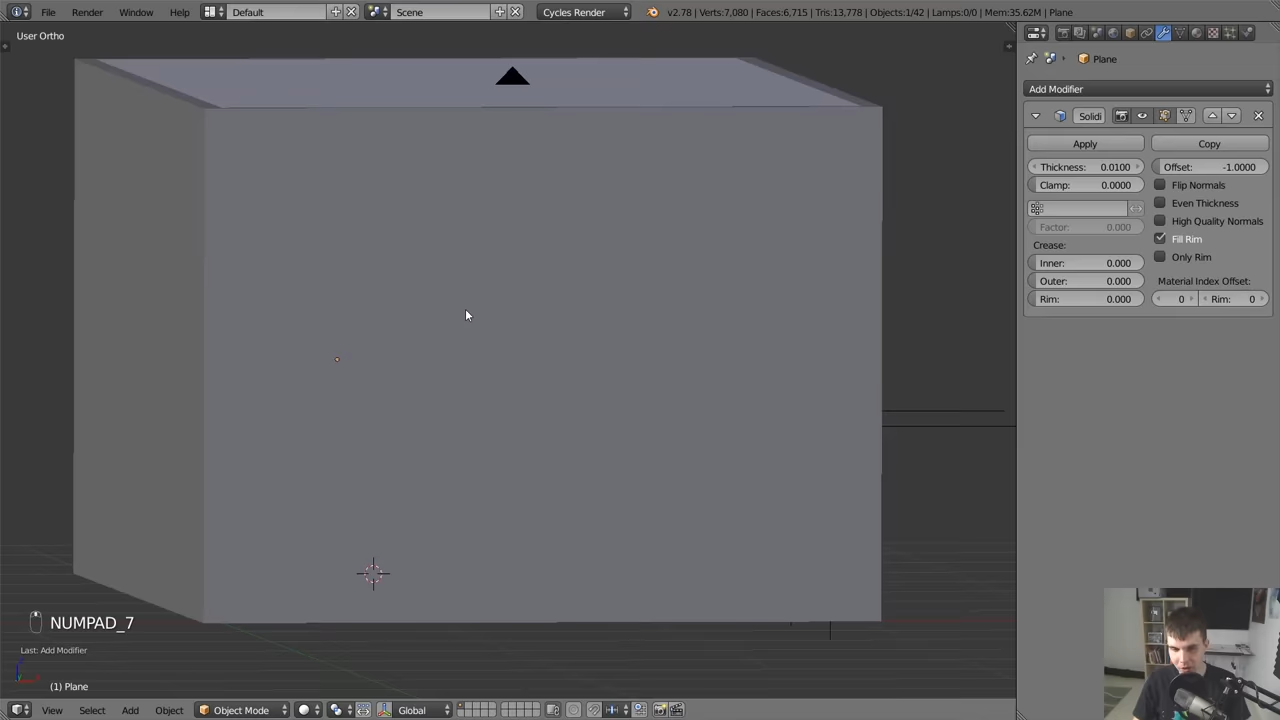 File Render Window Help Default Scene Cycles Render v2.78 | Verts:7,080 | Faces:6,715 | Tris:13,778 | Objects:1/42 | Lamps:0/0 | Mem:35.62M | Plane
User Ortho
Plane
Add Modifier
Solidi
Apply Copy
Thickness: 0.0100 Offset: -1.0000
Clamp: 0.0000 Flip Normals
Even Thickness
Factor: 0.000 High Quality Normals
Crease: Fill Rim
Inner: 0.000 Only Rim
Outer: 0.000 Material Index Offset:
Rim: 0.000 0 Rim: 0
NUMPAD_7
Last: Add Modifier
(1) Plane
View Select Add Object Object Mode Global